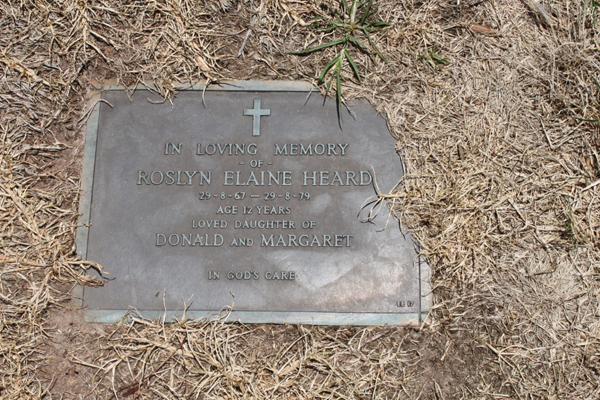 IN LOVING MEMORY
- OF -
ROSLYN ELAINE HEARD
29-8-67 — 29-8-79
AGE 12 YEARS
LOVED DAUGHTER OF
DONALD AND MARGARET
IN GOD'S CARE